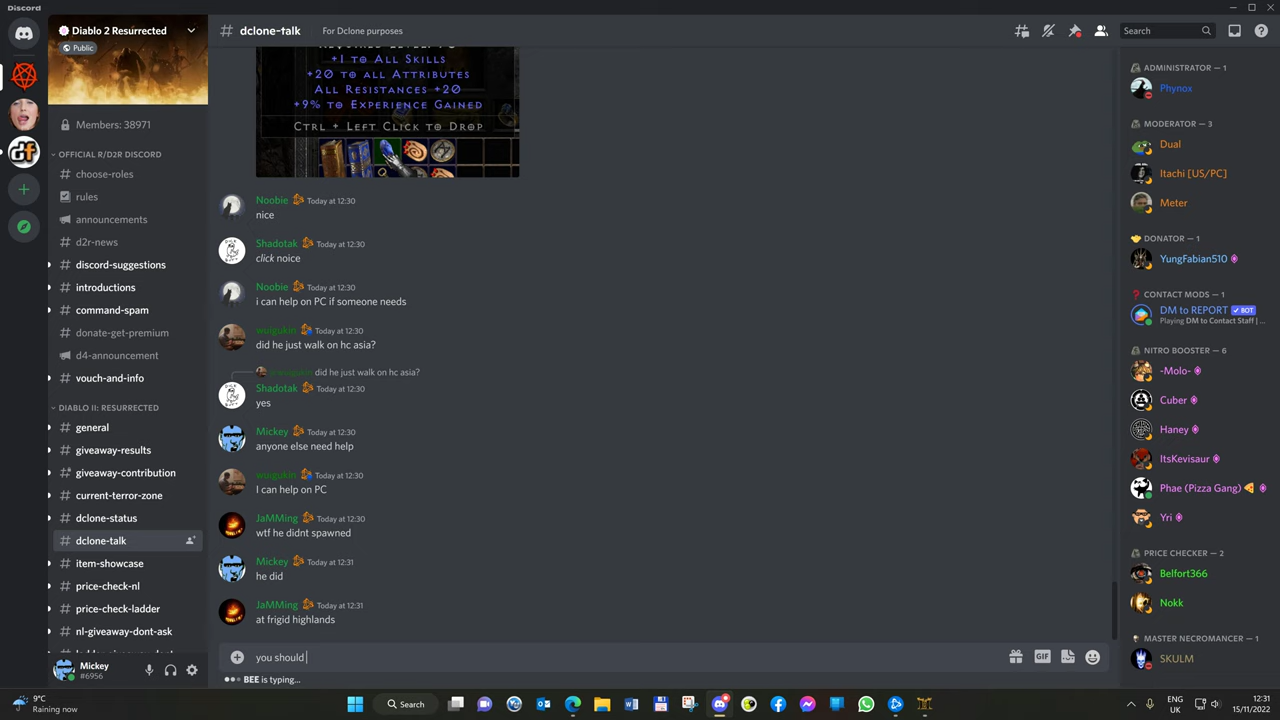 Discord
Diablo 2 Resurrected
Public
Members: 38971
OFFICIAL R/D2R DISCORD
choose-roles
rules
announcements
d2r-news
discord-suggestions
introductions
command-spam
donate-get-premium
d4-announcement
vouch-and-info
DIABLO II: RESURRECTED
general
giveaway-results
giveaway-contribution
current-terror-zone
dclone-status
dclone-talk
item-showcase
price-check-nl
price-check-ladder
nl-giveaway-dont-ask
Mickey
#6956
dclone-talk
For Dclone purposes
Search
+1 to All Skills
+20 to all Attributes
All Resistances +20
+9% to Experience Gained
Ctrl + Left Click to Drop
Noobie Today at 12:30
nice
Shadotak Today at 12:30
click noice
Noobie Today at 12:30
i can help on PC if someone needs
wuigukin Today at 12:30
did he just walk on hc asia?
did he just walk on hc asia?
Shadotak Today at 12:30
yes
Mickey Today at 12:30
anyone else need help
wuigukin Today at 12:30
I can help on PC
JaMMing Today at 12:30
wtf he didnt spawned
Mickey Today at 12:31
he did
JaMMing Today at 12:31
at frigid highlands
you should
GIF
BEE is typing...
ADMINISTRATOR — 1
Phynox
MODERATOR — 3
Dual
Itachi [US/PC]
Meter
DONATOR — 1
YungFabian510
CONTACT MODS — 1
DM to REPORT BOT
Playing DM to Contact Staff | ...
NITRO BOOSTER — 6
-Molo-
Cuber
Haney
ItsKevisaur
Phae (Pizza Gang)
Yri
PRICE CHECKER — 2
Belfort366
Nokk
MASTER NECROMANCER — 1
SKULM
9°C
Raining now
Search
ENG
UK
12:31
15/11/2022